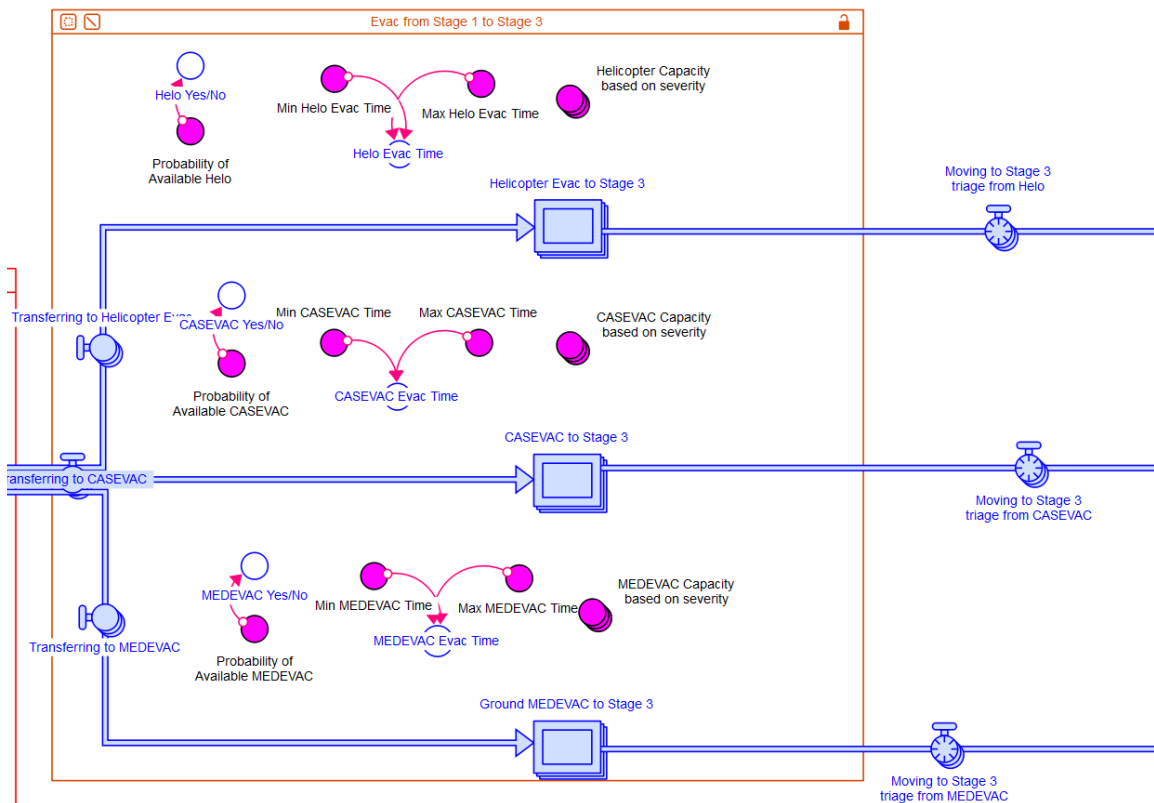 Evac from Stage 1 to Stage 3
Helo Yes/No
Probability of
Available Helo
Min Helo Evac Time
Max Helo Evac Time
Helo Evac Time
Helicopter Capacity
based on severity
Helicopter Evac to Stage 3
Moving to Stage 3
triage from Helo
Transferring to Helicopter
CASEVAC Yes/No
Probability of
Available CASEVAC
Min CASEVAC Time
Max CASEVAC Time
CASEVAC Evac Time
CASEVAC Capacity
based on severity
CASEVAC to Stage 3
ransferring to CASEVAC
Moving to Stage 3
triage from CASEVAC
MEDEVAC Yes/No
Probability of
Available MEDEVAC
Min MEDEVAC Time
Max MEDEVAC Time
MEDEVAC Evac Time
MEDEVAC Capacity
based on severity
Transferring to MEDEVAC
Ground MEDEVAC to Stage 3
Moving to Stage 3
triage from MEDEVAC